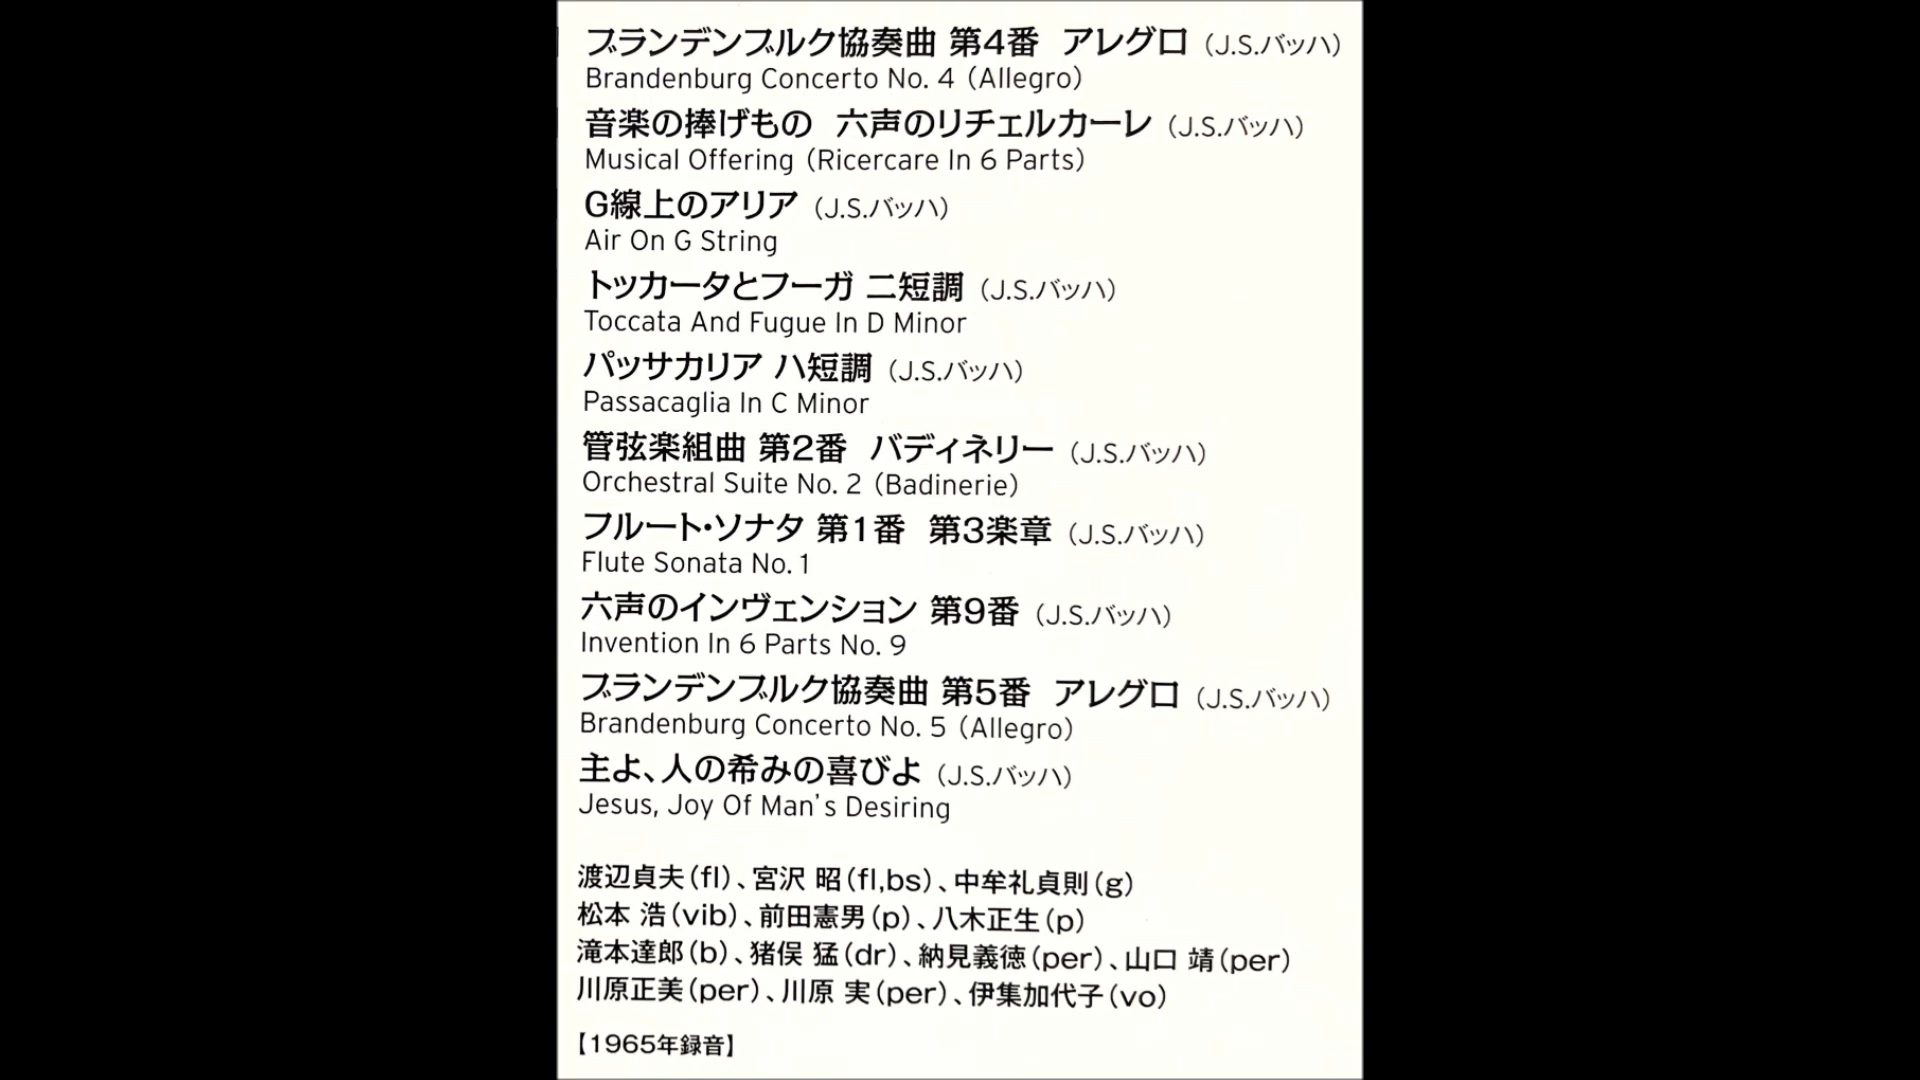 ブランデンブルク協奏曲 第4番 アレグロ（J.S.バッハ）
Brandenburg Concerto No. 4 (Allegro)
音楽の捧げもの 六声のリチェルカーレ（J.S.バッハ）
Musical Offering (Ricercare In 6 Parts)
G線上のアリア（J.S.バッハ）
Air On G String
トッカータとフーガ ニ短調（J.S.バッハ）
Toccata And Fugue In D Minor
パッサカリア ハ短調（J.S.バッハ）
Passacaglia In C Minor
管弦楽組曲 第2番 バディネリー（J.S.バッハ）
Orchestral Suite No. 2 (Badinerie)
フルート・ソナタ 第1番 第3楽章（J.S.バッハ）
Flute Sonata No. 1
六声のインヴェンション 第9番（J.S.バッハ）
Invention In 6 Parts No. 9
ブランデンブルク協奏曲 第5番 アレグロ（J.S.バッハ）
Brandenburg Concerto No. 5 (Allegro)
主よ、人の希みの喜びよ（J.S.バッハ）
Jesus, Joy Of Man's Desiring
渡辺貞夫(fl)、宮沢 昭(fl,bs)、中牟礼貞則(g)
松本 浩(vib)、前田憲男(p)、八木正生(p)
滝本達郎(b)、猪俣 猛(dr)、納見義徳(per)、山口 靖(per)
川原正美(per)、川原 実(per)、伊集加代子(vo)
【1965年録音】